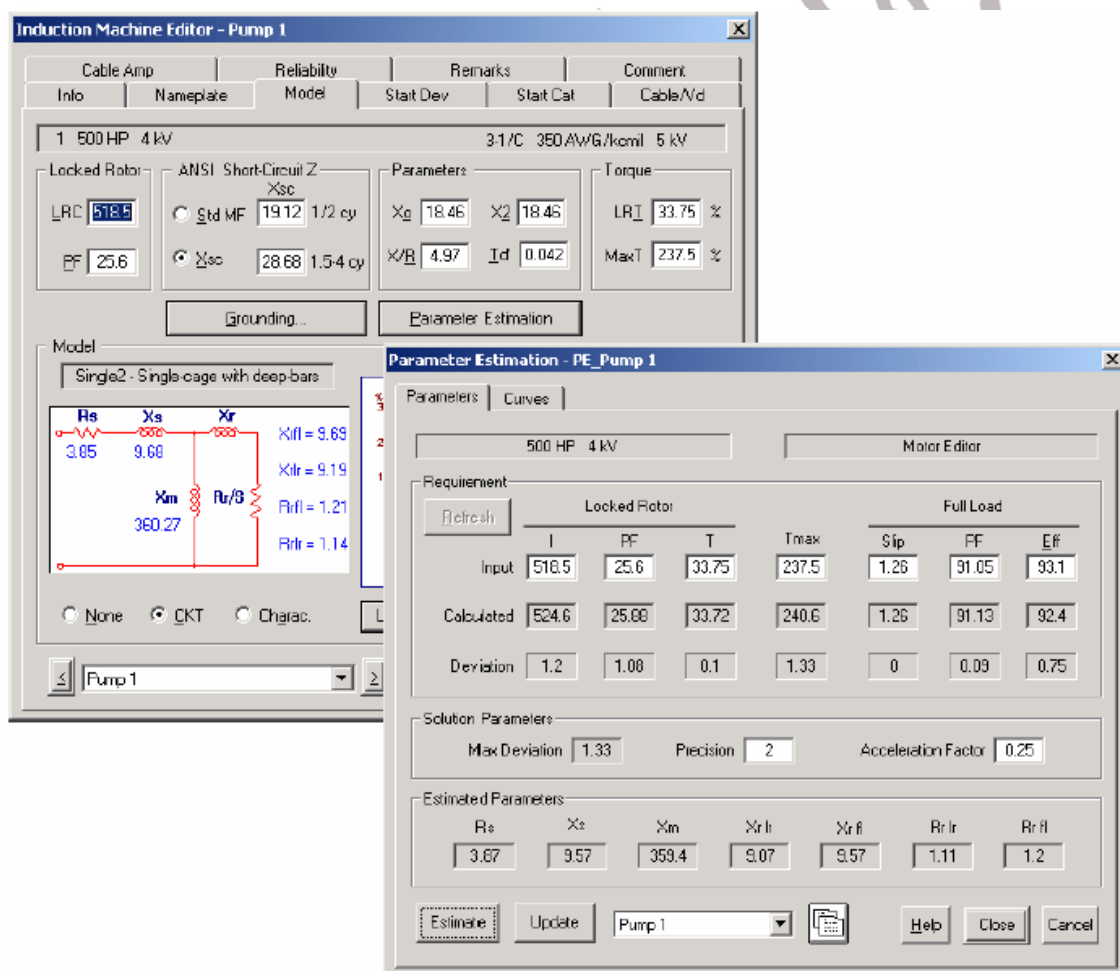 Induction Machine Editor - Pump 1
Cable Amp Reliability Remarks Comment
Info Nameplate Model Start Dev Start Cat Cable/Vd
1 500 HP 4 kV 3-1/C 350 AWG/kcmil 5 kV
Locked Rotor ANSI Short-Circuit Z Parameters Torque
Xsc
LRC 518.5 Std MF 19.12 1/2 cy Xo 18.46 X2 18.46 LRT 33.75 %
PF 25.6 Xsc 28.68 1.5-4 cy X/R 4.97 Td' 0.042 MaxT 237.5 %
Grounding... Parameter Estimation
Model
Single2 - Single-cage with deep-bars
Rs Xs Xr
3.85 9.68
Xm Rr/S
360.27
Xrfl = 9.69
Xrlr = 9.19
Rrfl = 1.21
Rrlr = 1.14
None CKT Charac.
< Pump 1 >
Parameter Estimation - PE_Pump 1
Parameters Curves
500 HP 4 kV Motor Editor
Requirement
Refresh Locked Rotor Full Load
I PF T Tmax Slip PF Eff
Input 518.5 25.6 33.75 237.5 1.26 91.05 93.1
Calculated 524.6 25.88 33.72 240.6 1.26 91.13 92.4
Deviation 1.2 1.08 0.1 1.33 0 0.09 0.75
Solution Parameters
Max Deviation 1.33 Precision 2 Acceleration Factor 0.25
Estimated Parameters
Rs Xs Xm Xr lr Xr fl Rr lr Rr fl
3.87 9.57 359.4 9.07 9.57 1.11 1.2
Estimate Update Pump 1 Help Close Cancel